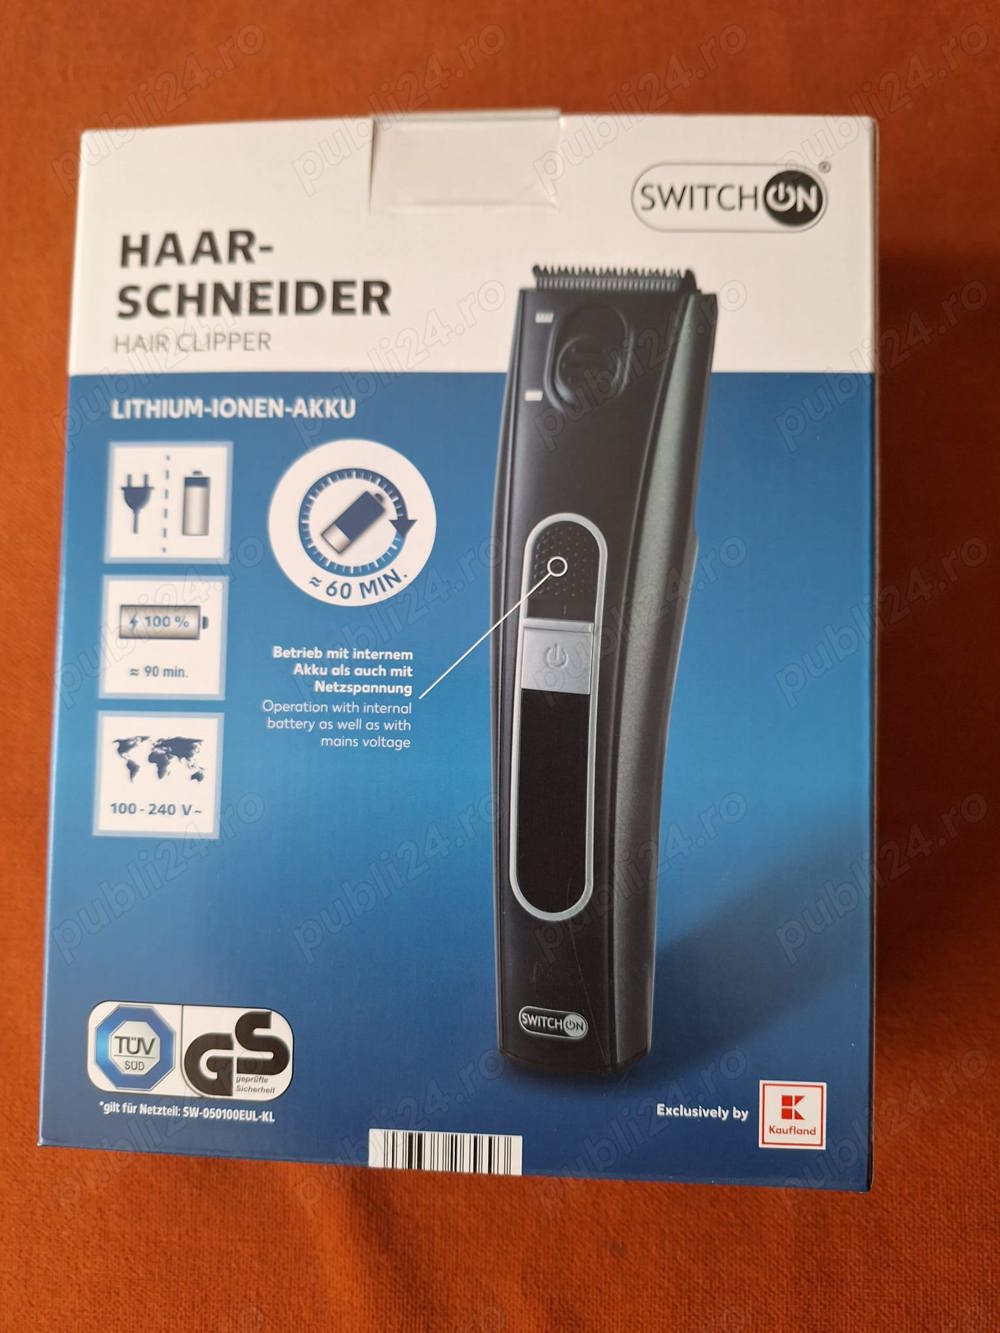 SWITCHON®
HAAR-
SCHNEIDER
HAIR CLIPPER
LITHIUM-IONEN-AKKU
≈ 60 MIN.
100 %
≈ 90 min.
Betrieb mit internem
Akku als auch mit
Netzspannung
Operation with internal
battery as well as with
mains voltage
100 - 240 V~
SWITCHON
TÜV
SÜD
GS
geprüfte
Sicherheit
*gilt für Netzteil: SW-050100EUL-KL
Exclusively by
K
Kaufland
publi24.ro